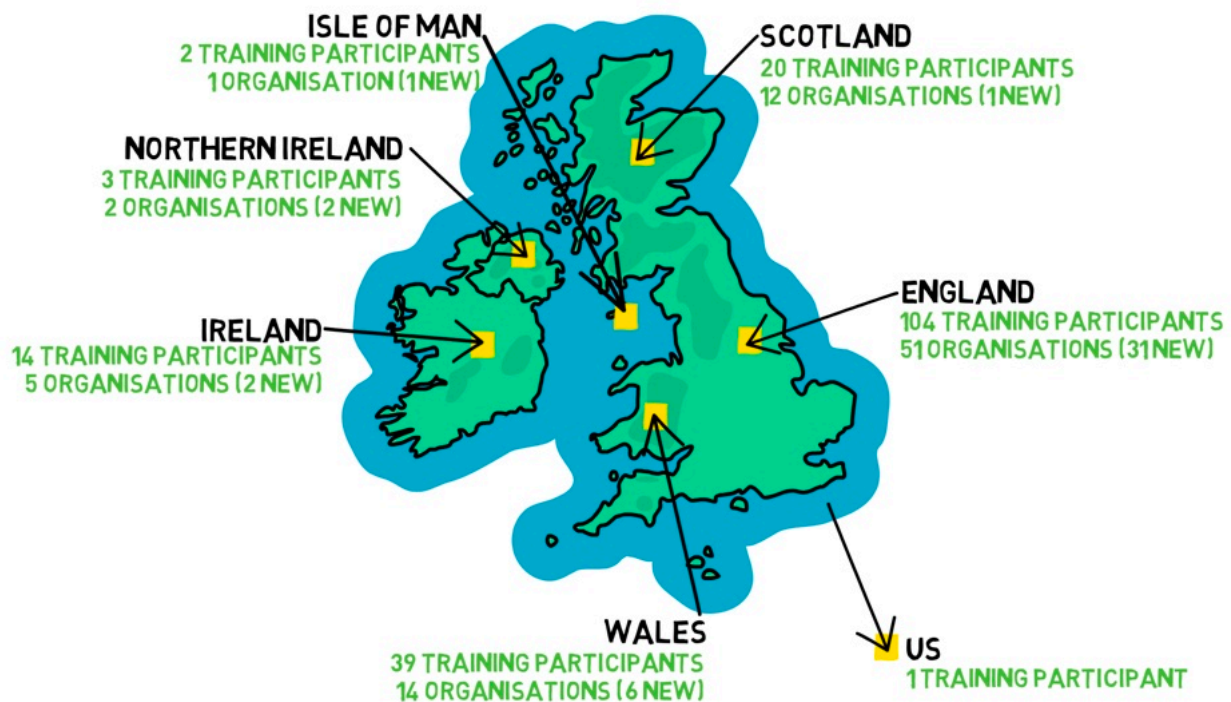 ISLE OF MAN
2 TRAINING PARTICIPANTS
1 ORGANISATION (1 NEW)
SCOTLAND
20 TRAINING PARTICIPANTS
12 ORGANISATIONS (1 NEW)
NORTHERN IRELAND
3 TRAINING PARTICIPANTS
2 ORGANISATIONS (2 NEW)
ENGLAND
104 TRAINING PARTICIPANTS
51 ORGANISATIONS (31 NEW)
IRELAND
14 TRAINING PARTICIPANTS
5 ORGANISATIONS (2 NEW)
WALES
39 TRAINING PARTICIPANTS
14 ORGANISATIONS (6 NEW)
US
1 TRAINING PARTICIPANT